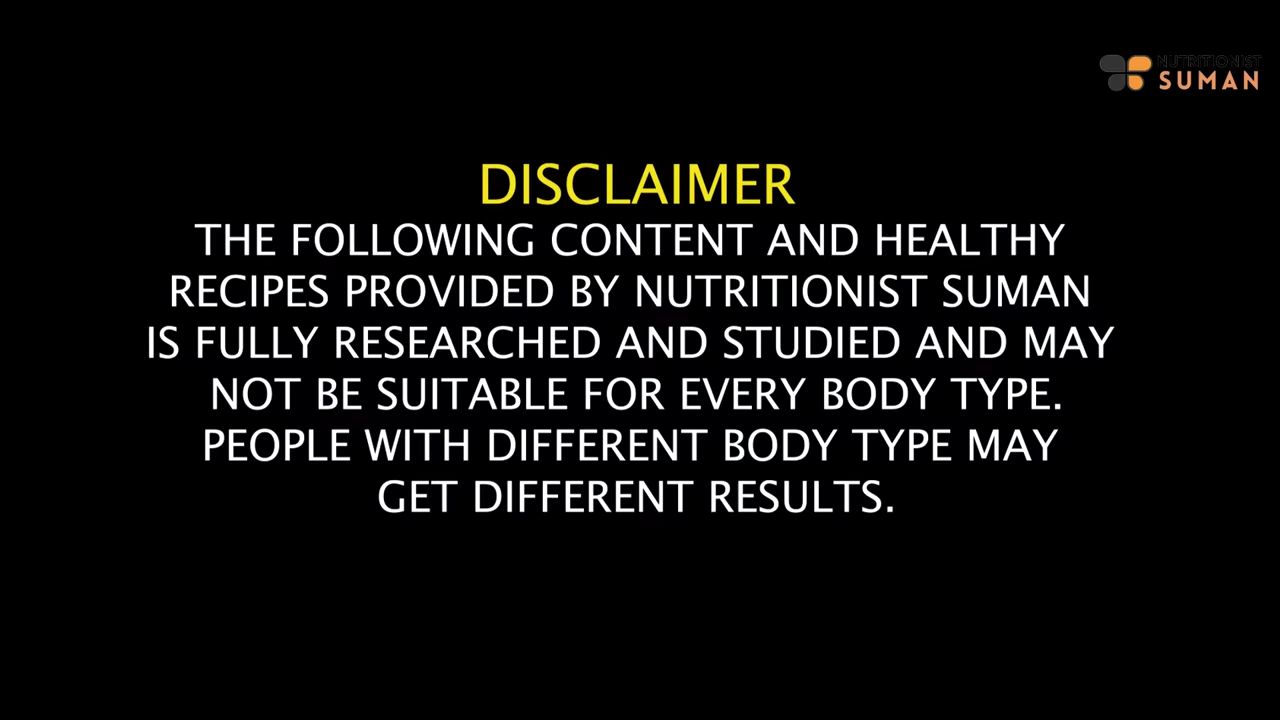 NUTRITIONIST
SUMAN
DISCLAIMER
THE FOLLOWING CONTENT AND HEALTHY
RECIPES PROVIDED BY NUTRITIONIST SUMAN
IS FULLY RESEARCHED AND STUDIED AND MAY
NOT BE SUITABLE FOR EVERY BODY TYPE.
PEOPLE WITH DIFFERENT BODY TYPE MAY
GET DIFFERENT RESULTS.